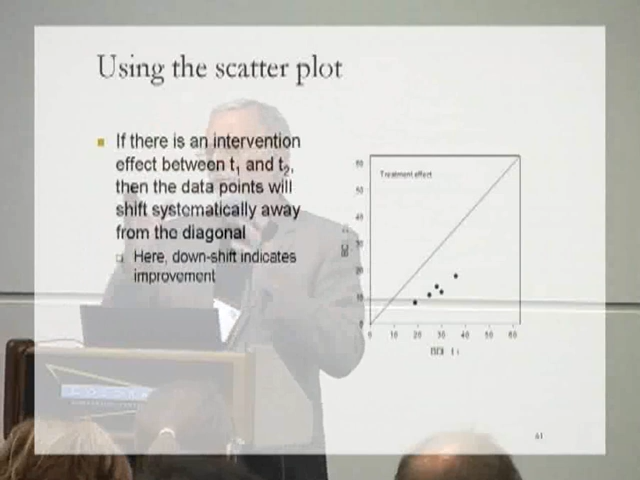 Using the scatter plot
If there is an intervention
effect between t1 and t2,
then the data points will
shift systematically away
from the diagonal
Here, down-shift indicates
improvement
Treatment effect
60
50
40
30
20
10
0
0 10 20 30 40 50 60
61